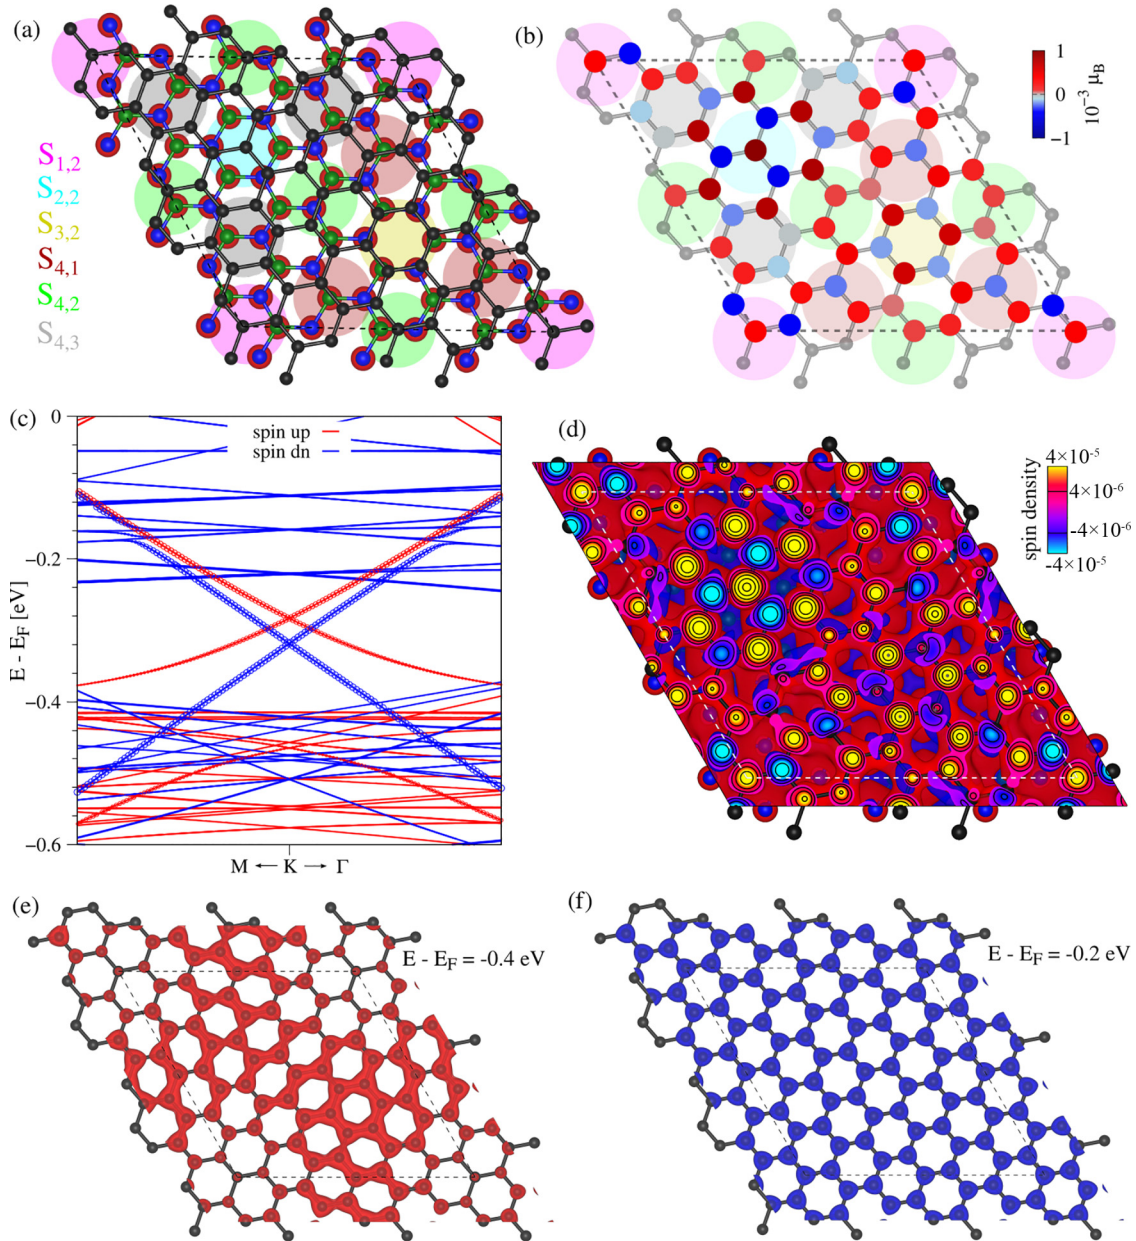 (a)
S1,2
S2,2
S3,2
S4,1
S4,2
S4,3
(b)
1
0
−1
10⁻³ μB
(c)
0
−0.2
−0.4
−0.6
E - EF [eV]
spin up
spin dn
M ← K → Γ
(d)
spin density
4×10⁻⁵
4×10⁻⁶
-4×10⁻⁶
-4×10⁻⁵
(e)
E - EF = -0.4 eV
(f)
E - EF = -0.2 eV